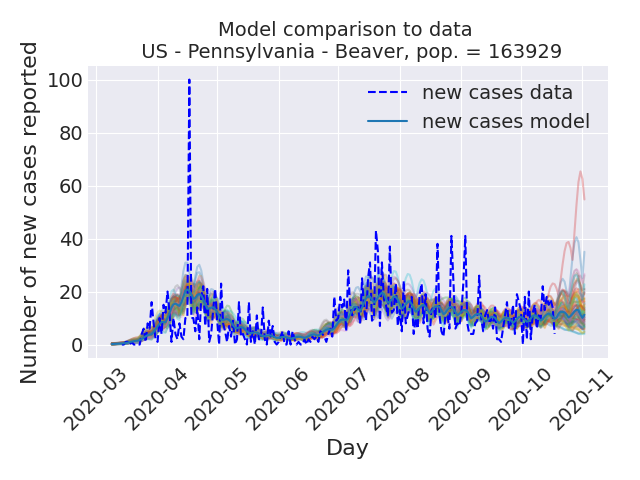 Model comparison to data
US - Pennsylvania - Beaver, pop. = 163929
Number of new cases reported
100
80
60
40
20
0
new cases data
new cases model
2020-03
2020-04
2020-05
2020-06
2020-07
2020-08
2020-09
2020-10
2020-11
Day